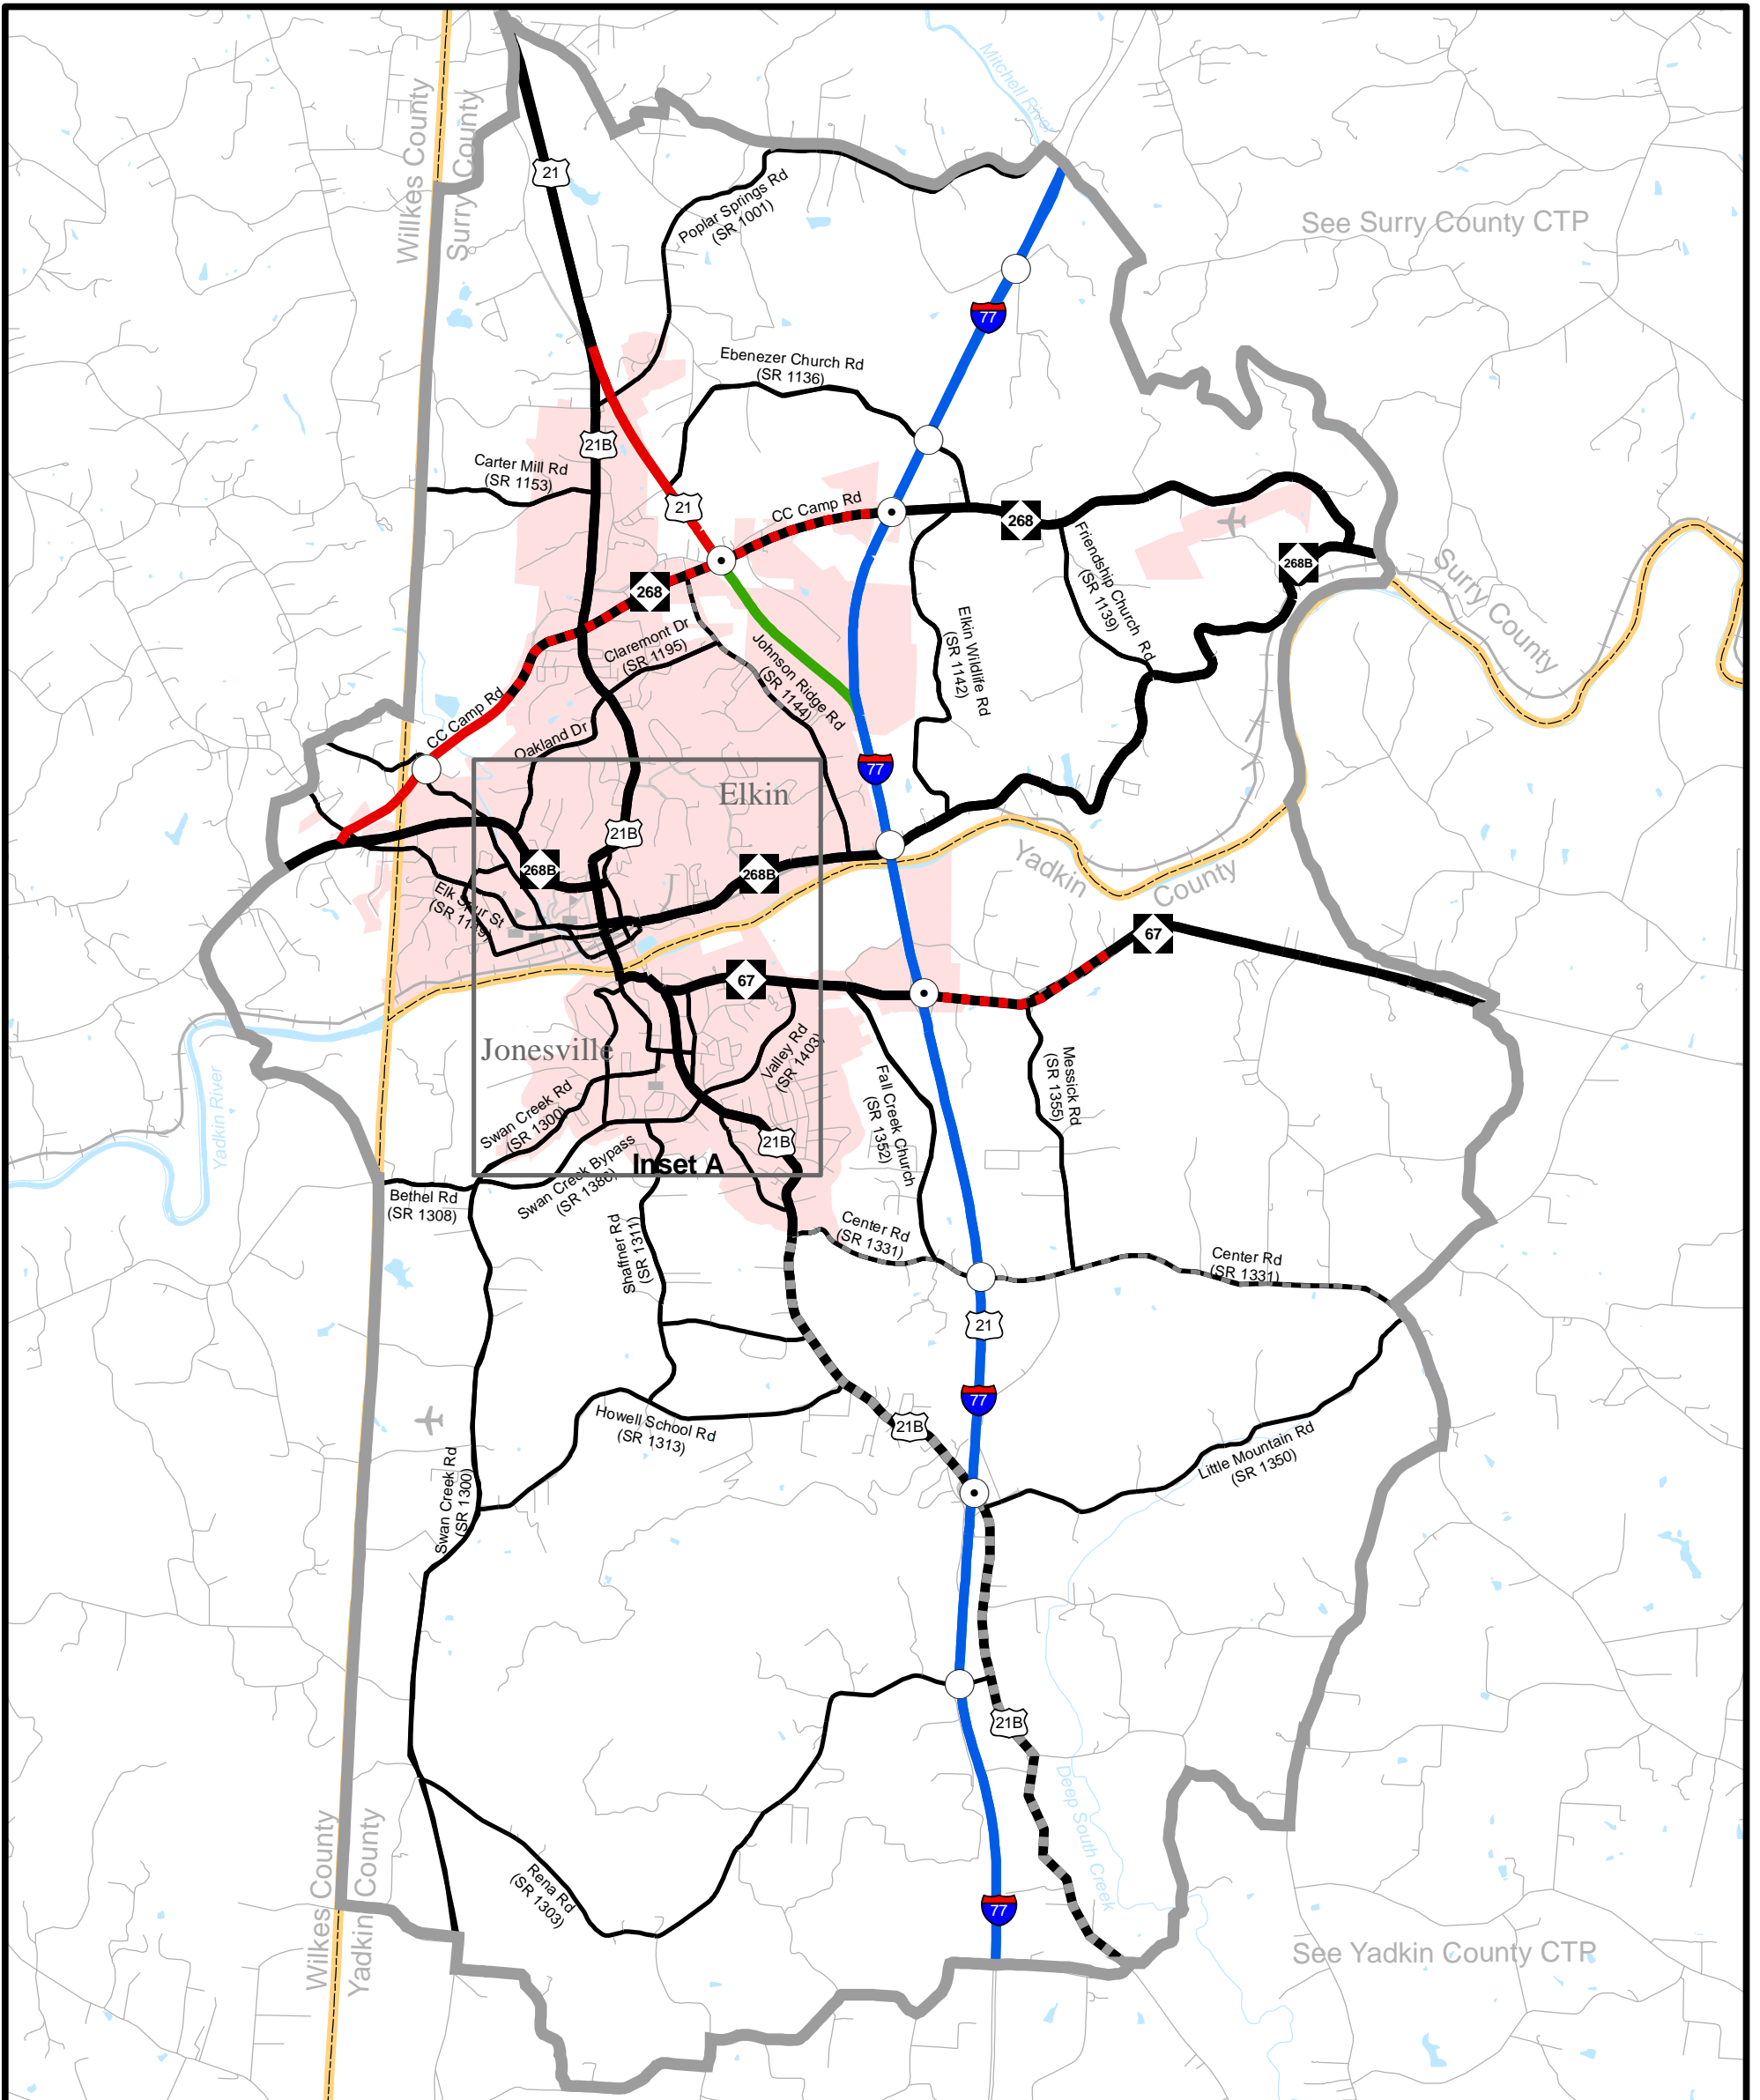 Mitchell River
Willkes County
Surry County
21
Poplar Springs Rd
(SR 1001)
See Surry County CTP
77
Ebenezer Church Rd
(SR 1136)
21B
Carter Mill Rd
(SR 1153)
21
CC Camp Rd
268
268
Friendship Church Rd
(SR 1139)
268B
Surry County
Claremont Dr
(SR 1195)
Johnson Ridge Rd
(SR 1144)
Elkin Wildlife Rd
(SR 1142)
CC Camp Rd
Oakland Dr
77
Elkin
21B
268B
268B
Yadkin
County
Elk Spur St
67
67
Jonesville
Valley Rd
(SR 1403)
Messick Rd
(SR 1355)
Fall Creek Church
(SR 1352)
Yadkin River
Swan Creek Rd
(SR 1300)
21B
Swan Creek Bypass
Inset A
Bethel Rd
(SR 1308)
Shaffner Rd
(SR 1311)
Center Rd
(SR 1331)
Center Rd
(SR 1331)
21
77
21B
Howell School Rd
(SR 1313)
Little Mountain Rd
(SR 1350)
Swan Creek Rd
(SR 1300)
21B
Deep South Creek
Wilkes County
Yadkin County
Rena Rd
(SR 1303)
77
See Yadkin County CTP